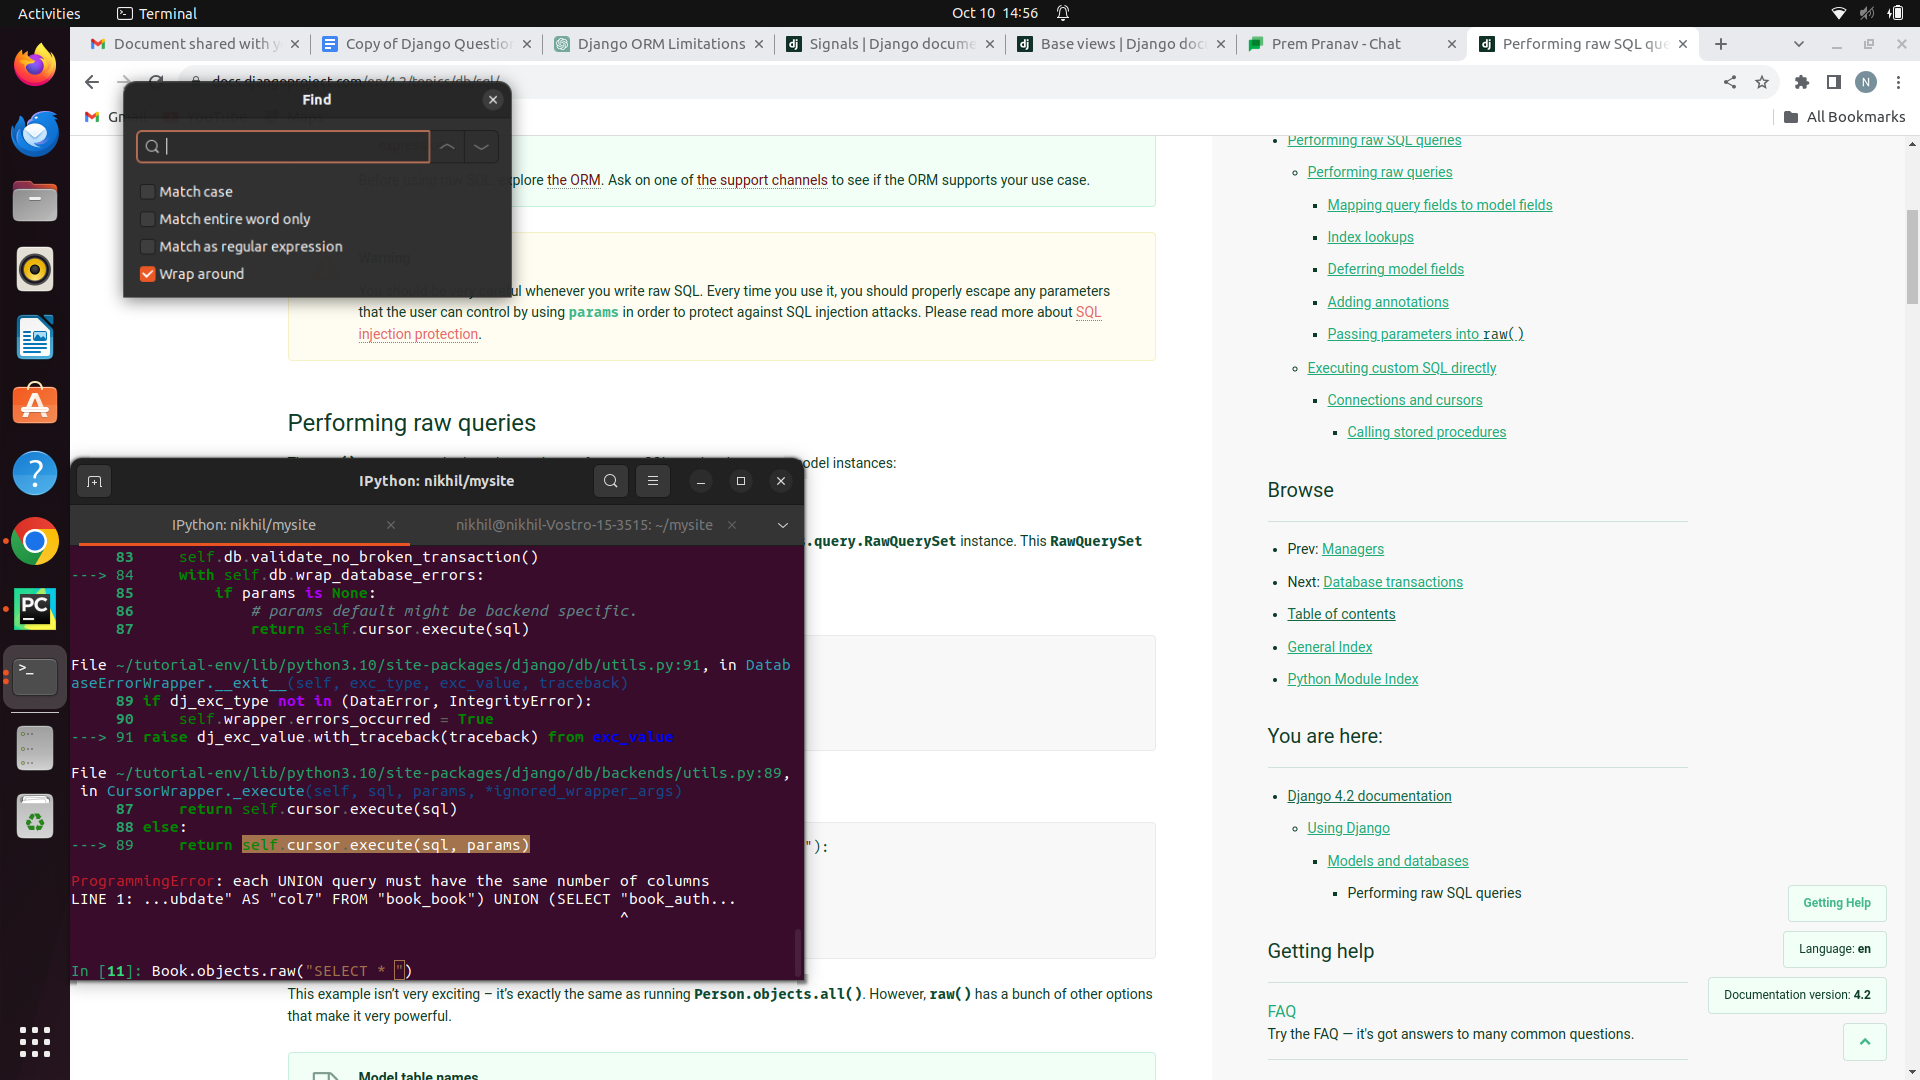 Activities
Terminal
Oct 10 14:56
Document shared with y
Copy of Django Questio
Django ORM Limitations
Signals | Django docume
Base views | Django doc
Prem Pranav - Chat
Performing raw SQL que
docs.djangoproject.com/en/4.2/topics/db/sql/
N
All Bookmarks
Find
Match case
Match entire word only
Match as regular expression
Wrap around
xplore the ORM. Ask on one of the support channels to see if the ORM supports your use case.
Warning
ul whenever you write raw SQL. Every time you use it, you should properly escape any parameters
that the user can control by using params in order to protect against SQL injection attacks. Please read more about SQL
injection protection.
Performing raw queries
odel instances:
.query.RawQuerySet instance. This RawQuerySet
"):
IPython: nikhil/mysite
IPython: nikhil/mysite
nikhil@nikhil-Vostro-15-3515: ~/mysite
83 self.db.validate_no_broken_transaction()
---> 84 with self.db.wrap_database_errors:
85 if params is None:
86 # params default might be backend specific.
87 return self.cursor.execute(sql)
File ~/tutorial-env/lib/python3.10/site-packages/django/db/utils.py:91, in Datab
aseErrorWrapper.__exit__(self, exc_type, exc_value, traceback)
89 if dj_exc_type not in (DataError, IntegrityError):
90 self.wrapper.errors_occurred = True
---> 91 raise dj_exc_value.with_traceback(traceback) from exc_value
File ~/tutorial-env/lib/python3.10/site-packages/django/db/backends/utils.py:89,
in CursorWrapper._execute(self, sql, params, *ignored_wrapper_args)
87 return self.cursor.execute(sql)
88 else:
---> 89 return self.cursor.execute(sql, params)
ProgrammingError: each UNION query must have the same number of columns
LINE 1: ...ubdate" AS "col7" FROM "book_book") UNION (SELECT "book_auth...
^
In [11]: Book.objects.raw("SELECT * ")
This example isn't very exciting – it's exactly the same as running Person.objects.all(). However, raw() has a bunch of other options
that make it very powerful.
Model table names
Performing raw SQL queries
Performing raw queries
Mapping query fields to model fields
Index lookups
Deferring model fields
Adding annotations
Passing parameters into raw()
Executing custom SQL directly
Connections and cursors
Calling stored procedures
Browse
Prev: Managers
Next: Database transactions
Table of contents
General Index
Python Module Index
You are here:
Django 4.2 documentation
Using Django
Models and databases
Performing raw SQL queries
Getting help
FAQ
Try the FAQ — it's got answers to many common questions.
Getting Help
Language: en
Documentation version: 4.2